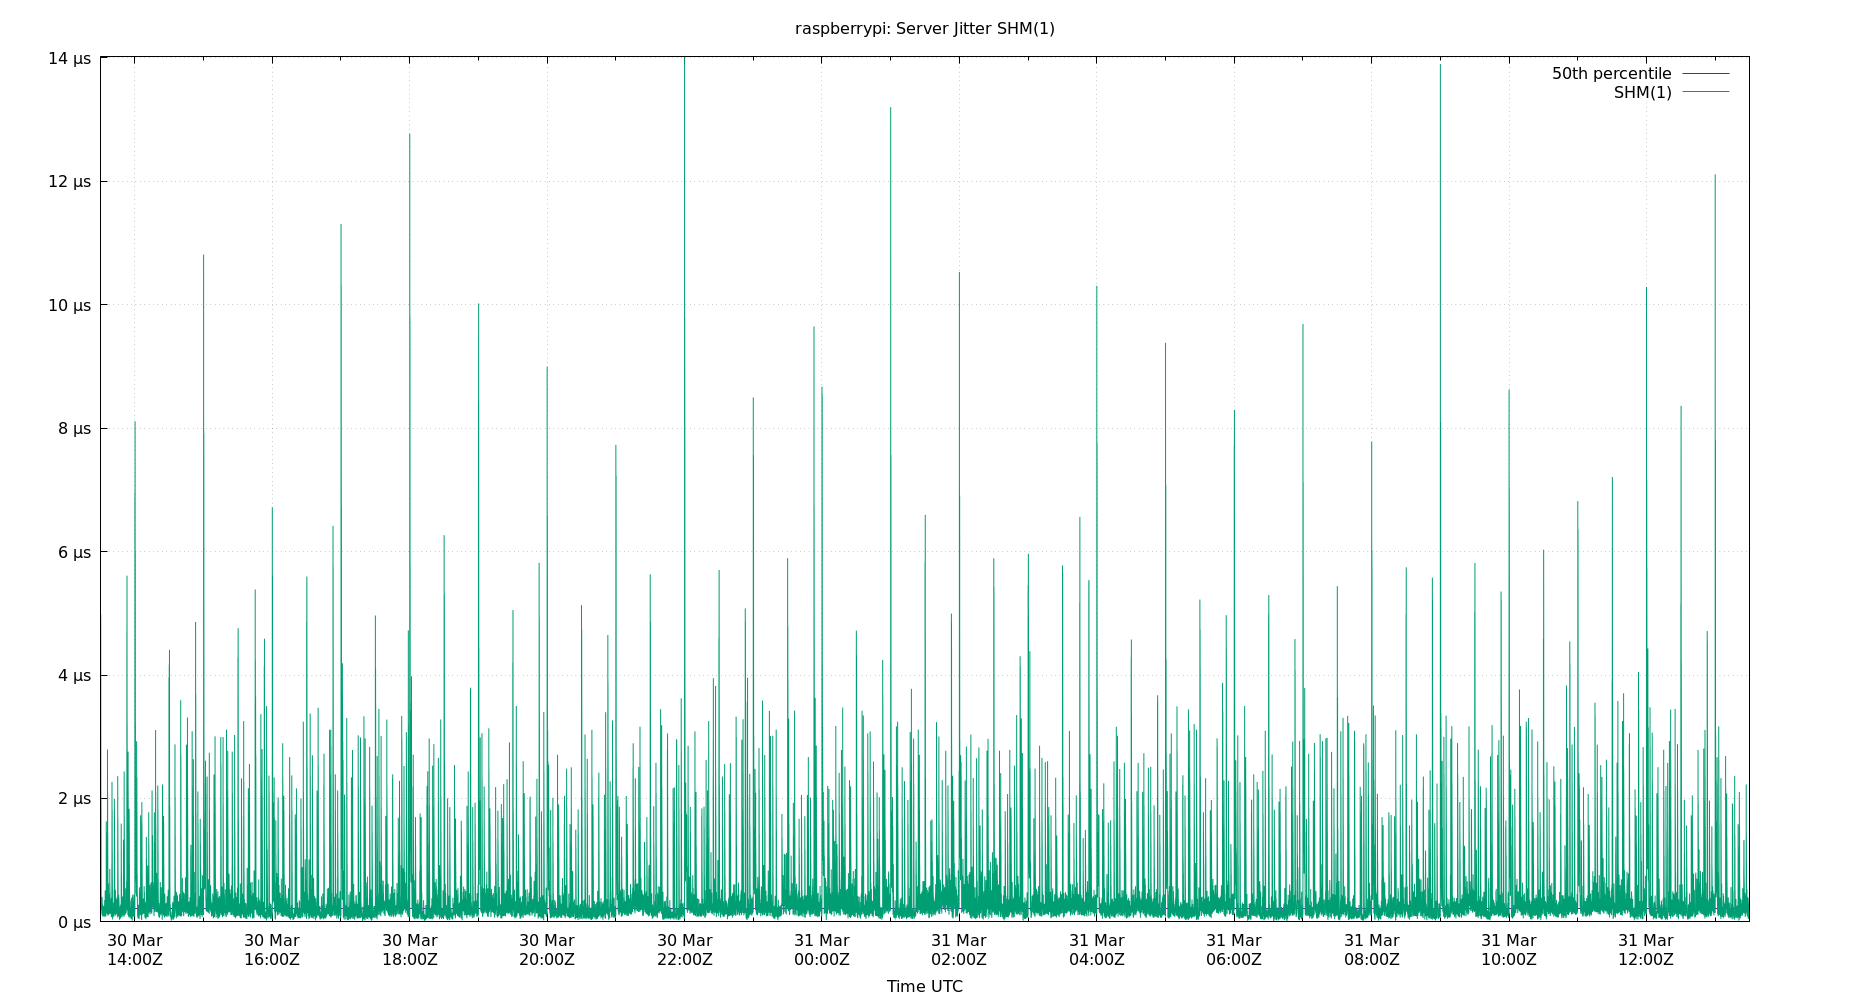 raspberrypi: Server Jitter SHM(1)
14 µs
12 µs
10 µs
8 µs
6 µs
4 µs
2 µs
0 µs
50th percentile
SHM(1)
30 Mar
14:00Z
30 Mar
16:00Z
30 Mar
18:00Z
30 Mar
20:00Z
30 Mar
22:00Z
31 Mar
00:00Z
31 Mar
02:00Z
31 Mar
04:00Z
31 Mar
06:00Z
31 Mar
08:00Z
31 Mar
10:00Z
31 Mar
12:00Z
Time UTC